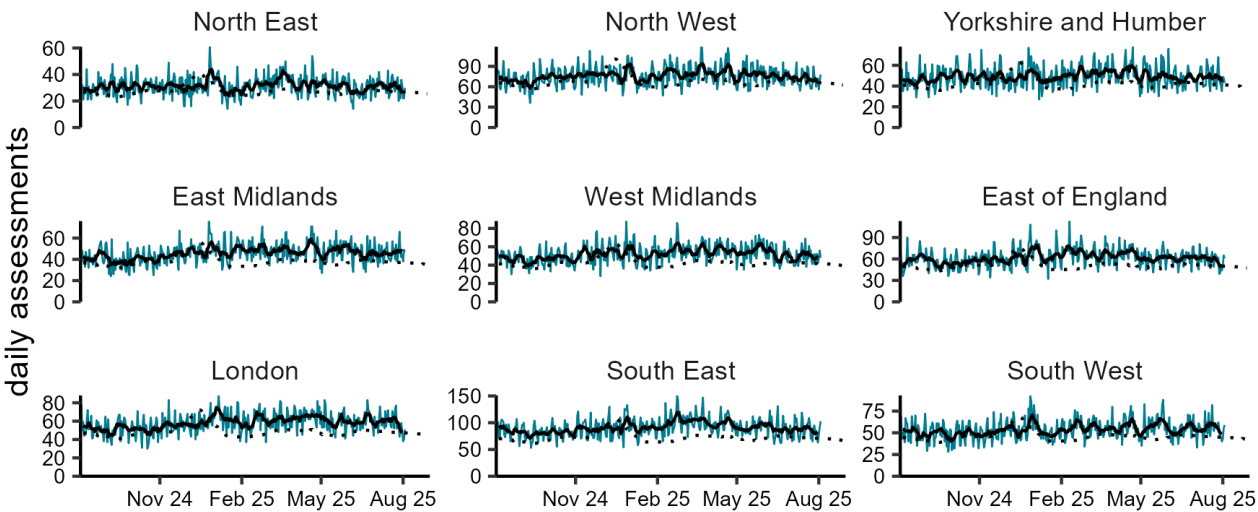 daily assessments
North East
60
40
20
0
North West
90
60
30
0
Yorkshire and Humber
60
40
20
0
East Midlands
60
40
20
0
West Midlands
80
60
40
20
0
East of England
90
60
30
0
London
80
60
40
20
0
South East
150
100
50
0
South West
75
50
25
0
Nov 24 Feb 25 May 25 Aug 25
Nov 24 Feb 25 May 25 Aug 25
Nov 24 Feb 25 May 25 Aug 25